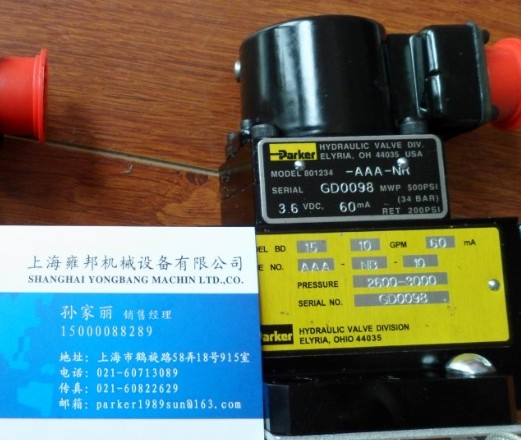 Parker
HYDRAULIC VALVE DIV.
ELYRIA, OH 44035 USA
MODEL 801234 -AAA-NR
SERIAL GD0098 MWP 500PSI
(34 BAR)
3.6 VDC, 60mA RET 200PSI
BD 15 10 GPM 60 mA
NO. AAA - NB - 10
PRESSURE 2600-3000
SERIAL NO. GD0098
Parker
HYDRAULIC VALVE DIVISION
ELYRIA, OHIO 44035
上海雍邦机械设备有限公司
SHANGHAI YONGBANG MACHIN LTD.,CO.
孙家丽 销售经理
15000088289
地址: 上海市鹤旋路58弄18号915室
电话: 021-60713089
传真: 021-60822629
邮箱: parker1989sun@163.com